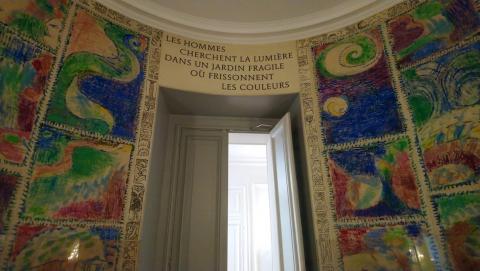 LES HOMMES
CHERCHENT LA LUMIÈRE
DANS UN JARDIN FRAGILE
OÙ FRISSONNENT
LES COULEURS